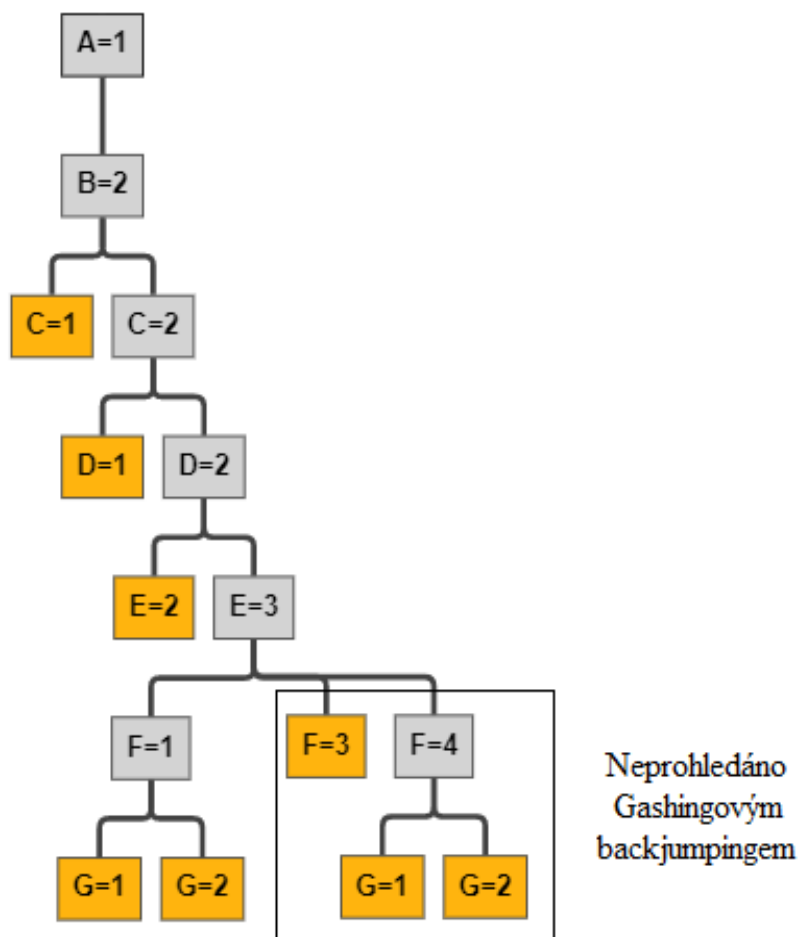 A=1
B=2
C=1 C=2
D=1 D=2
E=2 E=3
F=1 F=3 F=4
G=1 G=2 G=1 G=2
Neprohledáno
Gashingovým
backjumpingem